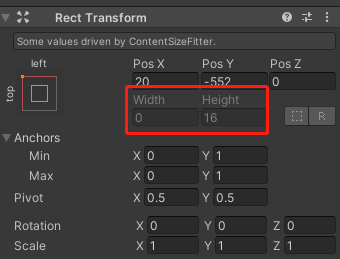 Rect Transform
Some values driven by ContentSizeFitter.
left
Pos X Pos Y Pos Z
20 -552 0
top
Width Height
0 16
R
Anchors
Min X 0 Y 1
Max X 0 Y 1
Pivot X 0.5 Y 0.5
Rotation X 0 Y 0 Z 0
Scale X 1 Y 1 Z 1